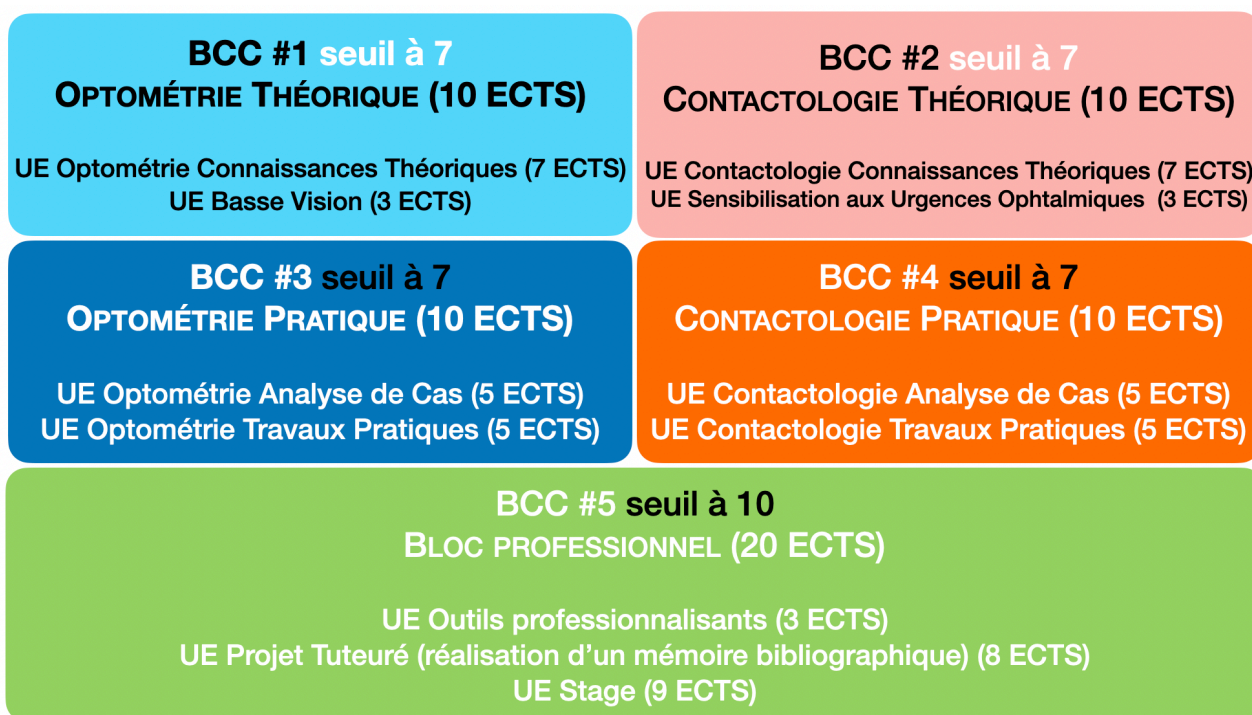 BCC #1 seuil à 7
OPTOMÉTRIE THÉORIQUE (10 ECTS)
UE Optométrie Connaissances Théoriques (7 ECTS)
UE Basse Vision (3 ECTS)
BCC #2 seuil à 7
CONTACTOLOGIE THÉORIQUE (10 ECTS)
UE Contactologie Connaissances Théoriques (7 ECTS)
UE Sensibilisation aux Urgences Ophtalmiques (3 ECTS)
BCC #3 seuil à 7
OPTOMÉTRIE PRATIQUE (10 ECTS)
UE Optométrie Analyse de Cas (5 ECTS)
UE Optométrie Travaux Pratiques (5 ECTS)
BCC #4 seuil à 7
CONTACTOLOGIE PRATIQUE (10 ECTS)
UE Contactologie Analyse de Cas (5 ECTS)
UE Contactologie Travaux Pratiques (5 ECTS)
BCC #5 seuil à 10
BLOC PROFESSIONNEL (20 ECTS)
UE Outils professionnalisants (3 ECTS)
UE Projet Tuteuré (réalisation d'un mémoire bibliographique) (8 ECTS)
UE Stage (9 ECTS)